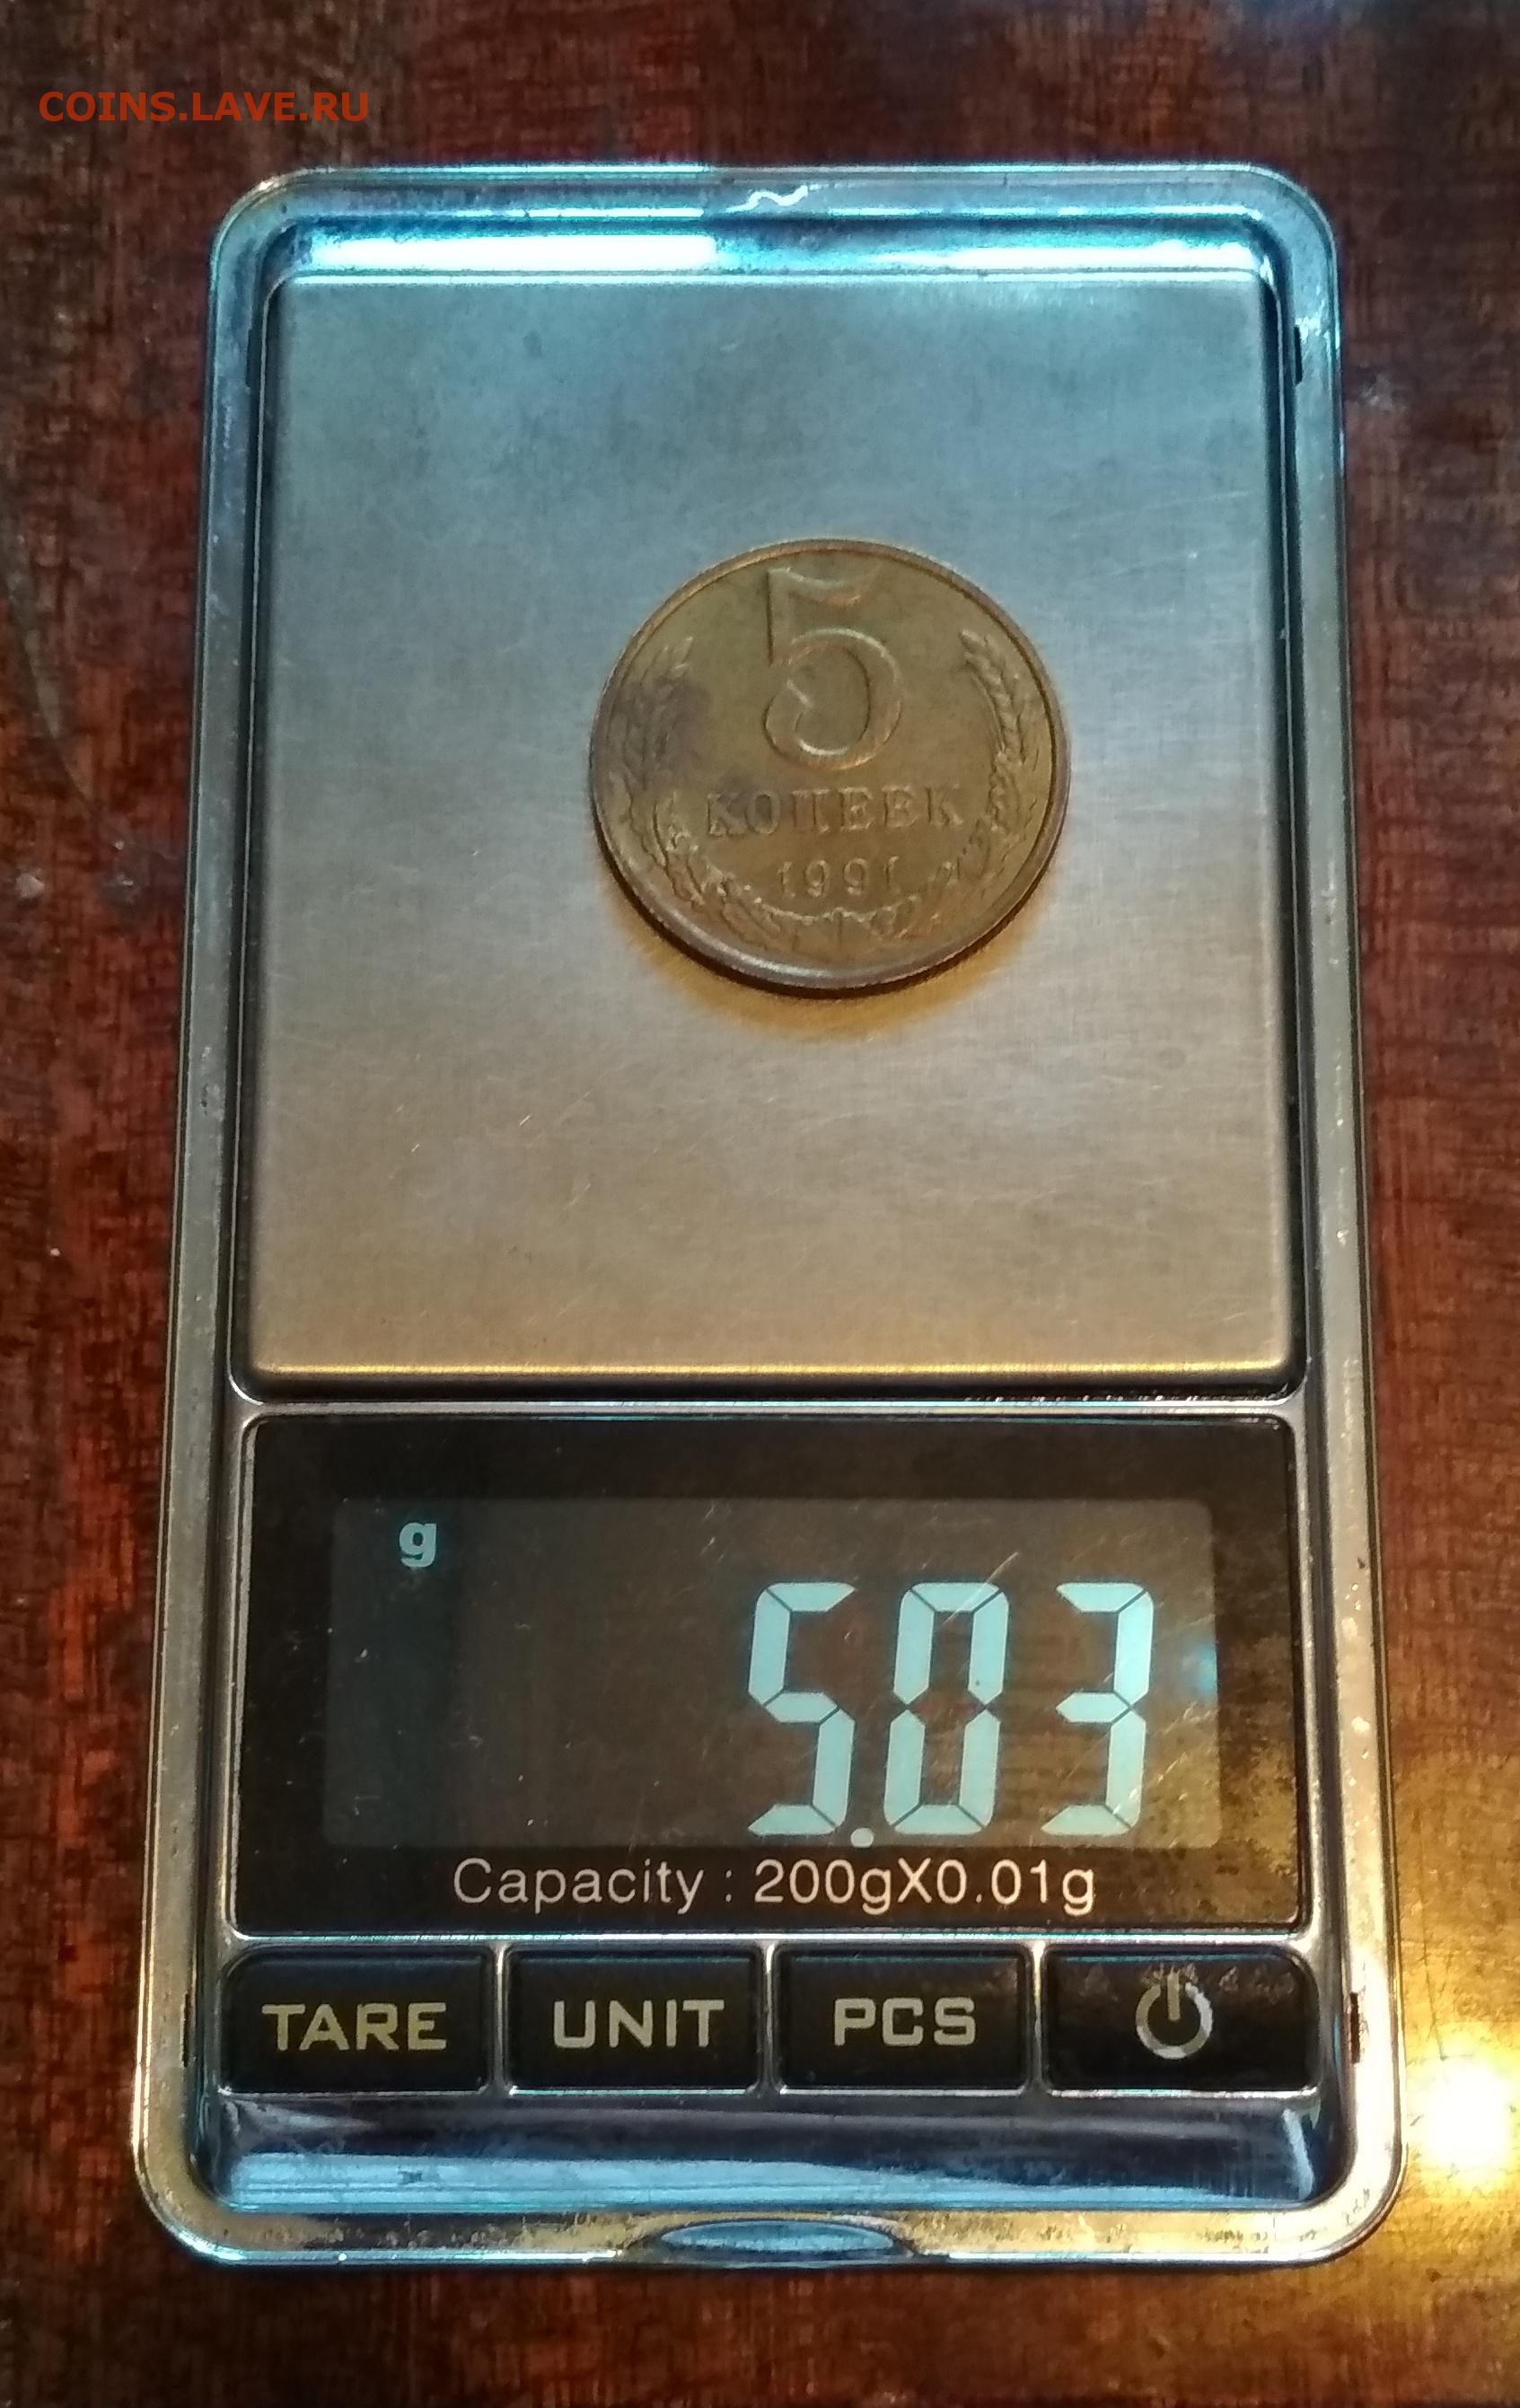 COINS.LAVE.RU
5
КОПЕЕК
1991
g
5.03
Capacity : 200gX0.01g
TARE UNIT PCS